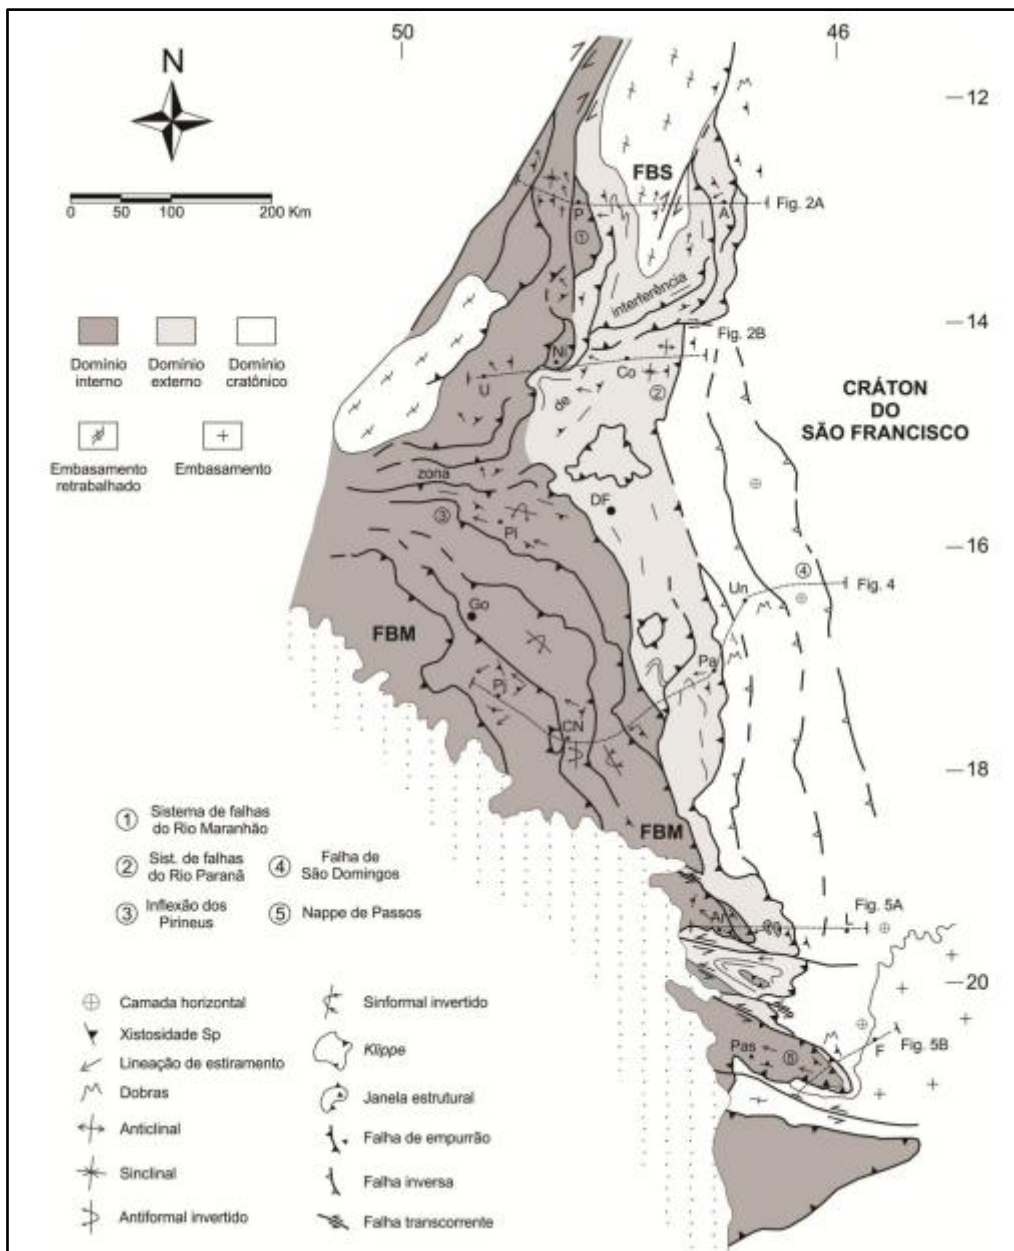 50
46
N
12
FBS
Fig. 2A
P
A
0 50 100 200 Km
①
interferência
14
Fig. 2B
Ni
Co
U
de
②
CRÁTON
DO
SÃO FRANCISCO
Domínio interno
Domínio externo
Domínio cratônico
Embasamento retrabalhado
Embasamento
zona
DF
③
Pi
16
④
Un
Fig. 4
Go
FBM
Pa
Pj
CN
18
FBM
① Sistema de falhas
do Rio Maranhão
② Sist. de falhas
do Rio Paranã
③ Inflexão dos
Pirineus
④ Falha de
São Domingos
⑤ Nappe de Passos
Ar
Fig. 5A
L
20
Pas
⑤
F
Fig. 5B
Camada horizontal
Xistosidade Sp
Lineação de estiramento
Dobras
Anticlinal
Sinclinal
Antiformal invertido
Sinformal invertido
Klippe
Janela estrutural
Falha de empurrão
Falha inversa
Falha transcorrente